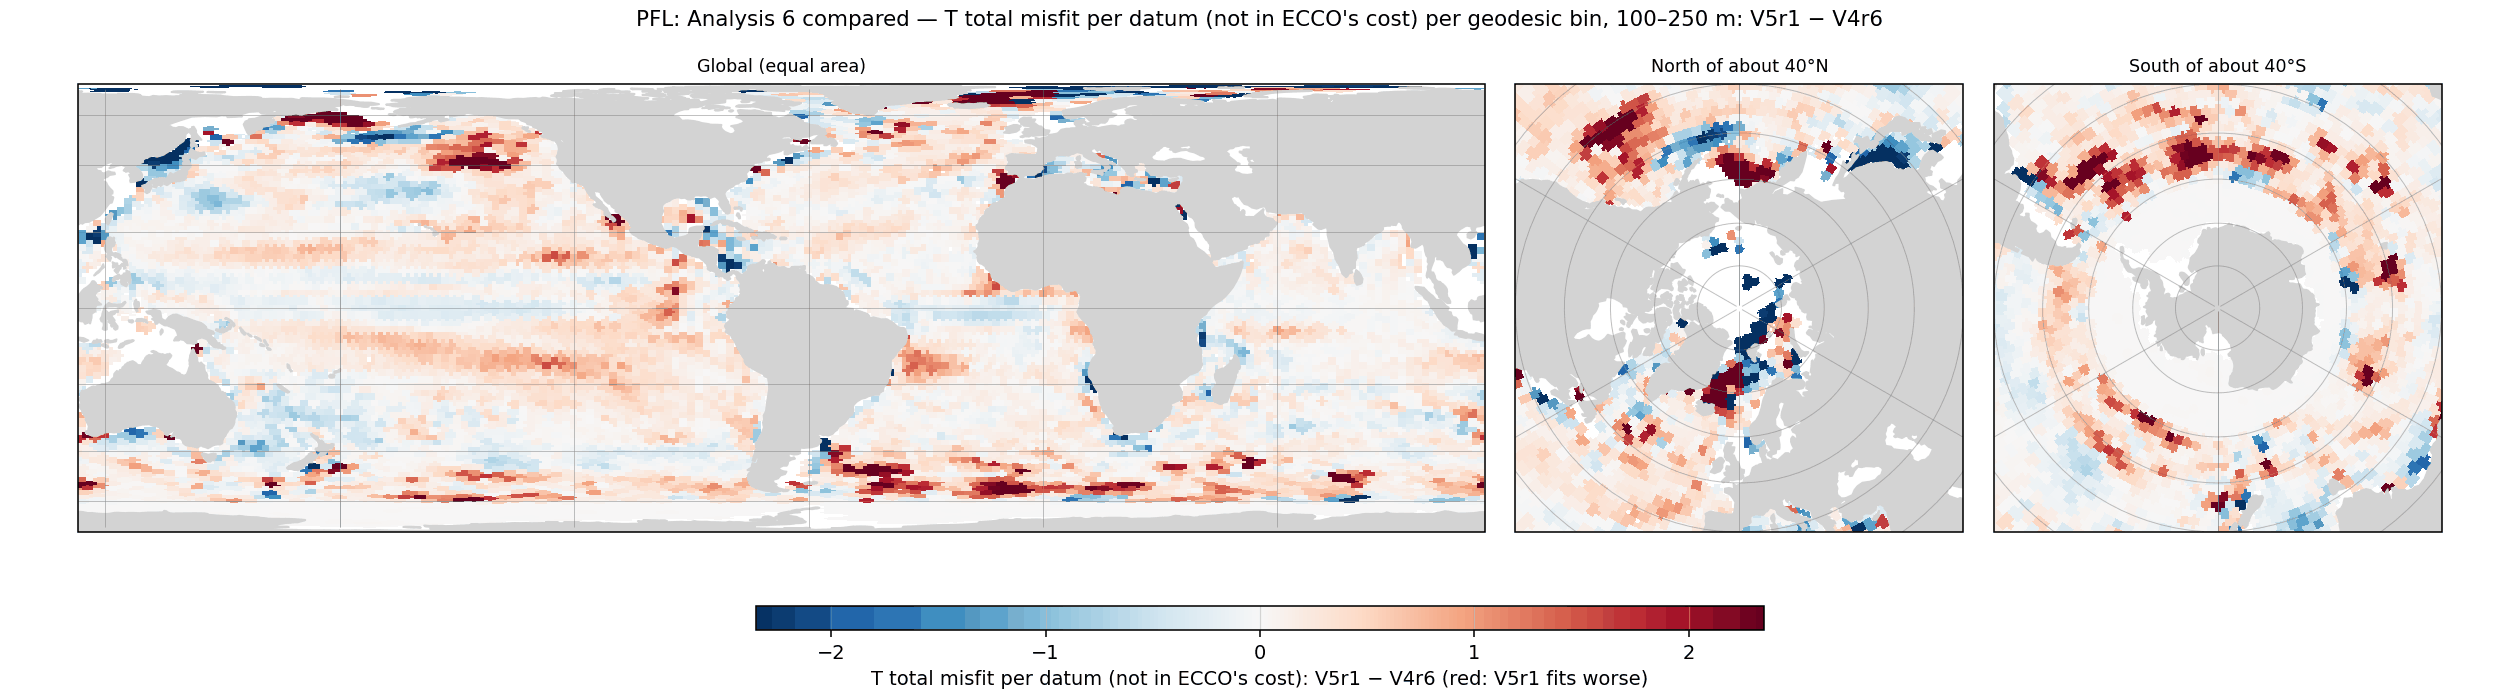 PFL: Analysis 6 compared — T total misfit per datum (not in ECCO's cost) per geodesic bin, 100–250 m: V5r1 − V4r6
Global (equal area)
North of about 40°N
South of about 40°S
−2 −1 0 1 2
T total misfit per datum (not in ECCO's cost): V5r1 − V4r6 (red: V5r1 fits worse)